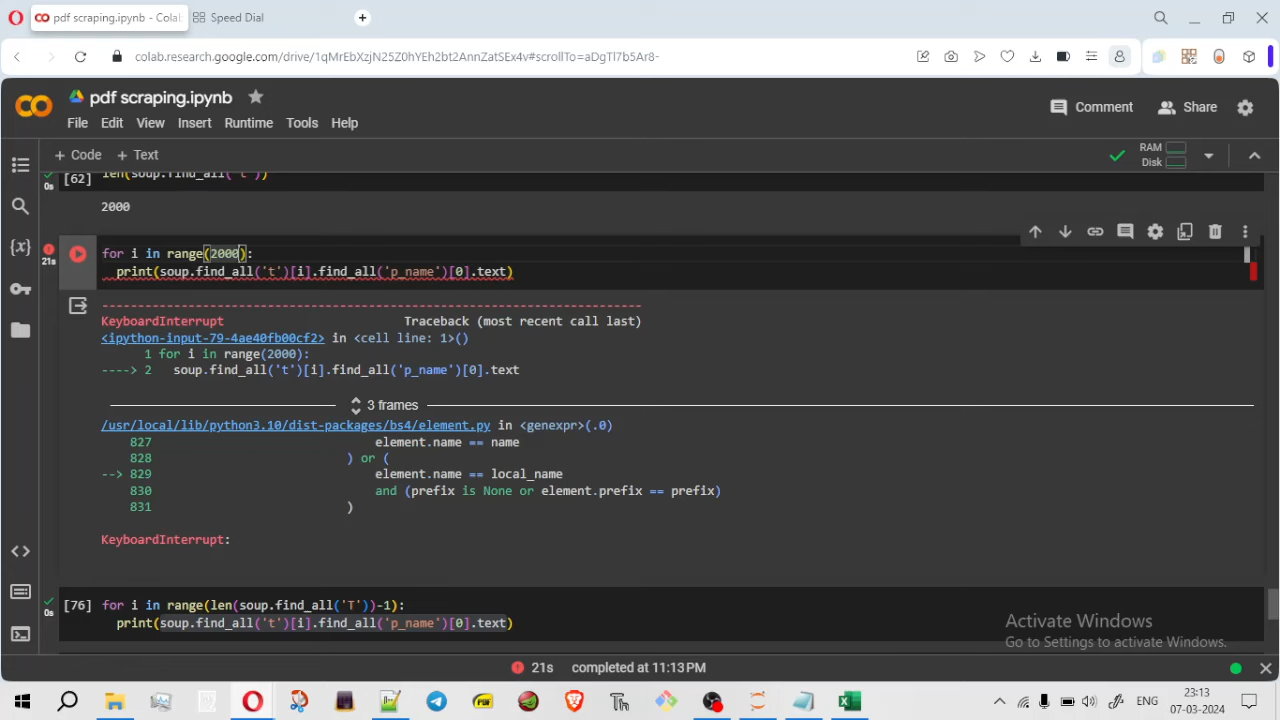 pdf scraping.ipynb - Colab
Speed Dial
colab.research.google.com/drive/1qMrEbXzjN25Z0hYEh2bt2AnnZatSEx4v#scrollTo=aDgTl7b5Ar8-
pdf scraping.ipynb
Comment
Share
File Edit View Insert Runtime Tools Help
+ Code + Text
RAM
Disk
0s
[62] len(soup.find_all('t'))
2000
21s
for i in range(2000):
print(soup.find_all('t')[i].find_all('p_name')[0].text)
---------------------------------------------------------------------------
KeyboardInterrupt Traceback (most recent call last)
<ipython-input-79-4ae40fb00cf2> in <cell line: 1>()
1 for i in range(2000):
----> 2 soup.find_all('t')[i].find_all('p_name')[0].text
3 frames
/usr/local/lib/python3.10/dist-packages/bs4/element.py in <genexpr>(.0)
827 element.name == name
828 ) or (
--> 829 element.name == local_name
830 and (prefix is None or element.prefix == prefix)
831 )
KeyboardInterrupt:
0s
[76] for i in range(len(soup.find_all('T'))-1):
print(soup.find_all('t')[i].find_all('p_name')[0].text)
Activate Windows
Go to Settings to activate Windows.
21s completed at 11:13 PM
ENG
23:13
07-03-2024